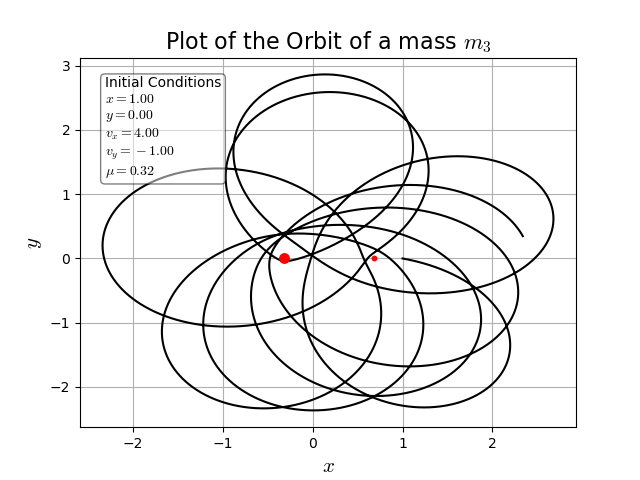 Plot of the Orbit of a mass m₃
Initial Conditions
x = 1.00
y = 0.00
vₓ = 4.00
v_y = −1.00
μ = 0.32
3
2
1
0
−1
−2
y
−2 −1 0 1 2
x